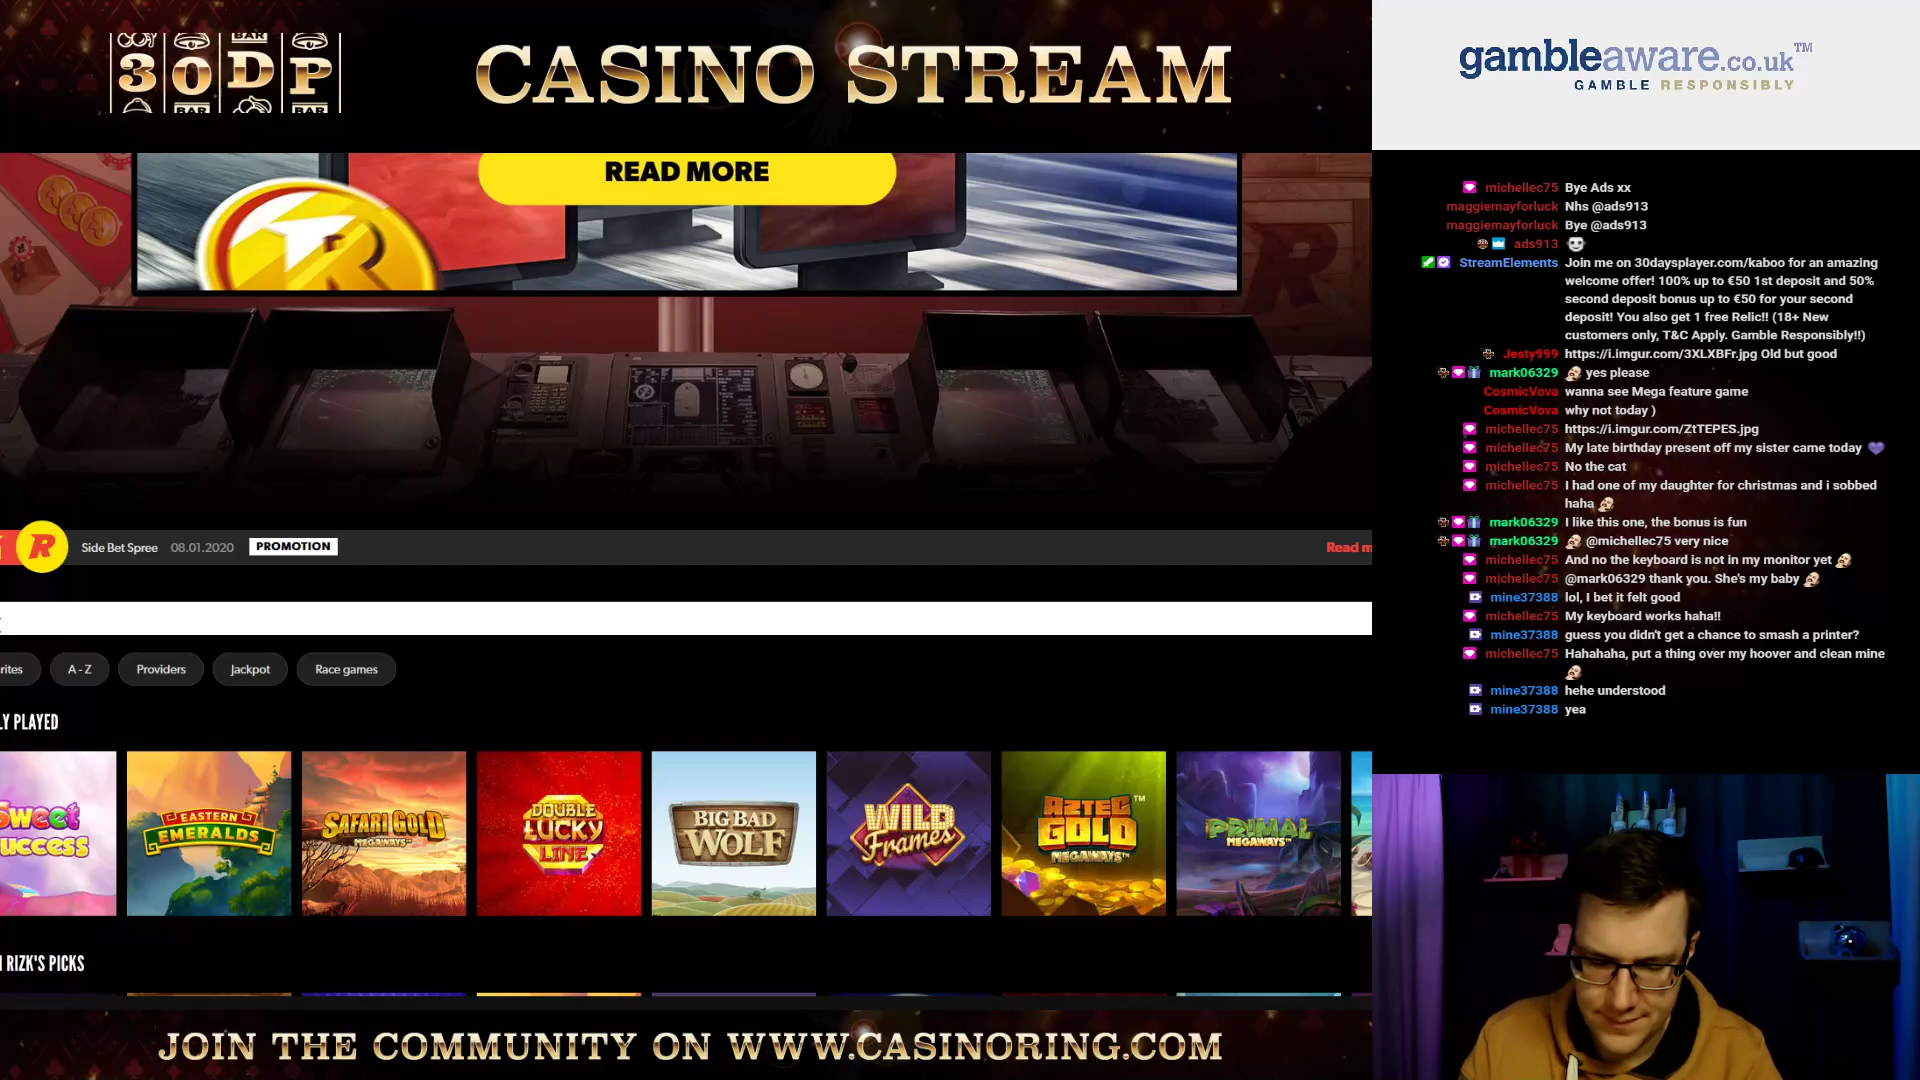 30DP
CASINO STREAM
gambleaware.co.uk™
GAMBLE RESPONSIBLY
READ MORE
R
Side Bet Spree 08.01.2020 PROMOTION
Read m
rites
A - Z
Providers
Jackpot
Race games
LY PLAYED
Sweet
uccess
EASTERN
EMERALDS
SAFARI GOLD
MEGAWAYS™
DOUBLE
LUCKY
LINE
BIG BAD
WOLF
WILD
Frames
AZTEC™
GOLD
MEGAWAYS™
PRIMAL
MEGAWAYS™
RIZK'S PICKS
JOIN THE COMMUNITY ON WWW.CASINORING.COM
michellec75 Bye Ads xx
maggiemayforluck Nhs @ads913
maggiemayforluck Bye @ads913
ads913
StreamElements Join me on 30daysplayer.com/kaboo for an amazing
welcome offer! 100% up to €50 1st deposit and 50%
second deposit bonus up to €50 for your second
deposit! You also get 1 free Relic!! (18+ New
customers only, T&C Apply. Gamble Responsibly!!)
Jesty999 https://i.imgur.com/3XLXBFr.jpg Old but good
mark06329 yes please
CosmicVova wanna see Mega feature game
CosmicVova why not today )
michellec75 https://i.imgur.com/ZtTEPES.jpg
michellec75 My late birthday present off my sister came today
michellec75 No the cat
michellec75 I had one of my daughter for christmas and i sobbed
haha
mark06329 I like this one, the bonus is fun
mark06329 @michellec75 very nice
michellec75 And no the keyboard is not in my monitor yet
michellec75 @mark06329 thank you. She's my baby
mine37388 lol, I bet it felt good
michellec75 My keyboard works haha!!
mine37388 guess you didn't get a chance to smash a printer?
michellec75 Hahahaha, put a thing over my hoover and clean mine
mine37388 hehe understood
mine37388 yea